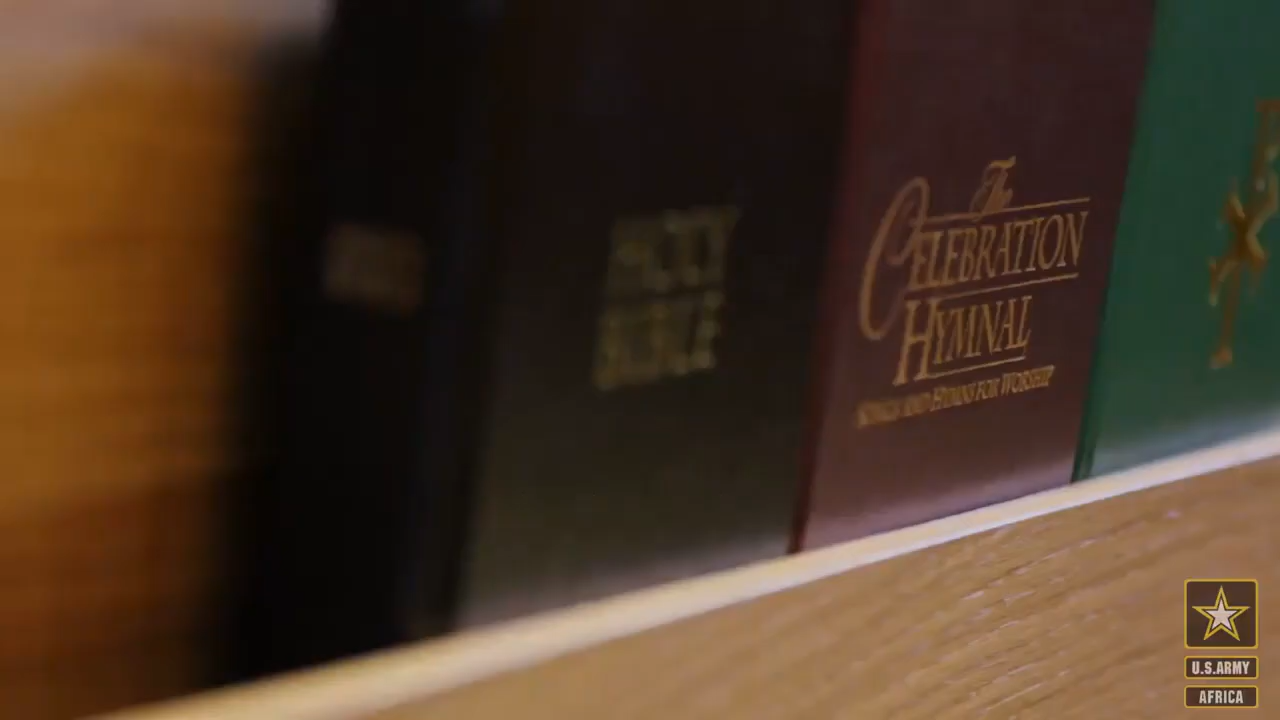 HOLY
BIBLE
The
CELEBRATION
HYMNAL
SONGS AND HYMNS FOR WORSHIP
U.S.ARMY
AFRICA